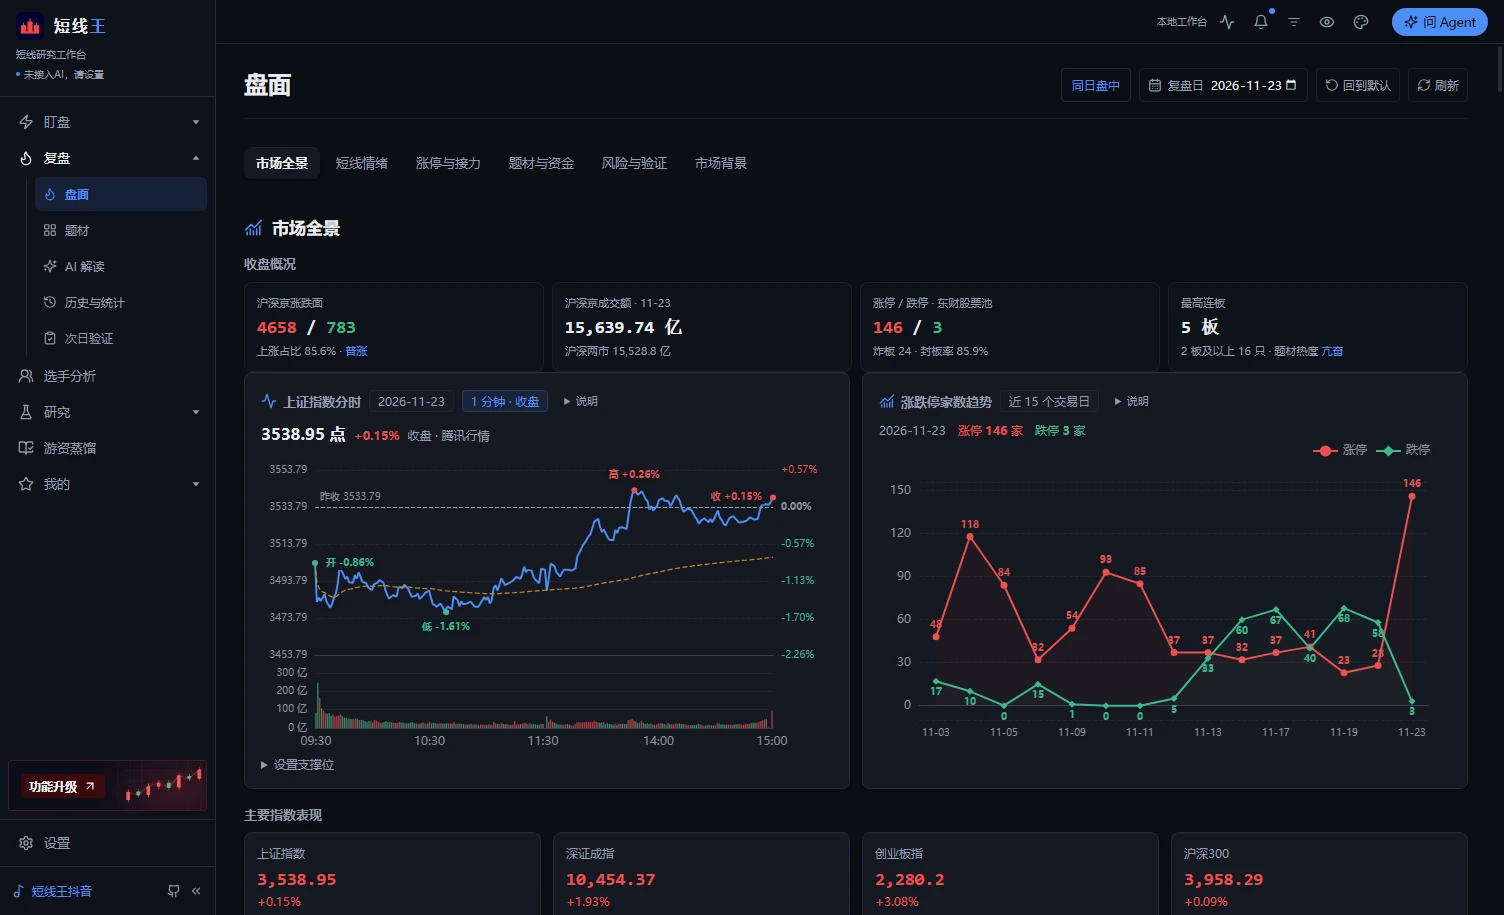 短线王
短线研究工作台
未接入AI，请设置
盯盘
复盘
盘面
题材
AI 解读
历史与统计
次日验证
选手分析
研究
游资蒸馏
我的
功能升级
设置
短线王抖音
本地工作台
问 Agent
盘面
同日盘中
复盘日 2026-11-23
回到默认
刷新
市场全景 短线情绪 涨停与接力 题材与资金 风险与验证 市场背景
市场全景
收盘概况
沪深京涨跌面
4658 / 783
上涨占比 85.6% · 普涨
沪深京成交额 · 11-23
15,639.74 亿
沪深两市 15,528.8 亿
涨停 / 跌停 · 东财股票池
146 / 3
炸板 24 · 封板率 85.9%
最高连板
5 板
2 板及以上 16 只 · 题材热度 亢奋
上证指数分时 2026-11-23 1 分钟 · 收盘 说明
3538.95 点 +0.15% 收盘 · 腾讯行情
3553.79 +0.57%
高 +0.26%
昨收 3533.79 收 +0.15%
3533.79 0.00%
3513.79 -0.57%
开 -0.86%
3493.79 -1.13%
3473.79 -1.70%
低 -1.61%
3453.79 -2.26%
300 亿
200 亿
100 亿
0 亿
09:30 10:30 11:30 14:00 15:00
设置支撑位
涨跌停家数趋势 近 15 个交易日 说明
2026-11-23 涨停 146 家 跌停 3 家
涨停 跌停
150
120
90
60
30
0
48 118 84 32 54 93 85 37 37 32 37 41 23 28 146
17 10 0 15 1 0 0 5 33 60 67 40 68 58 3
11-03 11-05 11-09 11-11 11-13 11-17 11-19 11-23
主要指数表现
上证指数
3,538.95
+0.15%
深证成指
10,454.37
+1.93%
创业板指
2,280.2
+3.08%
沪深300
3,958.29
+0.09%